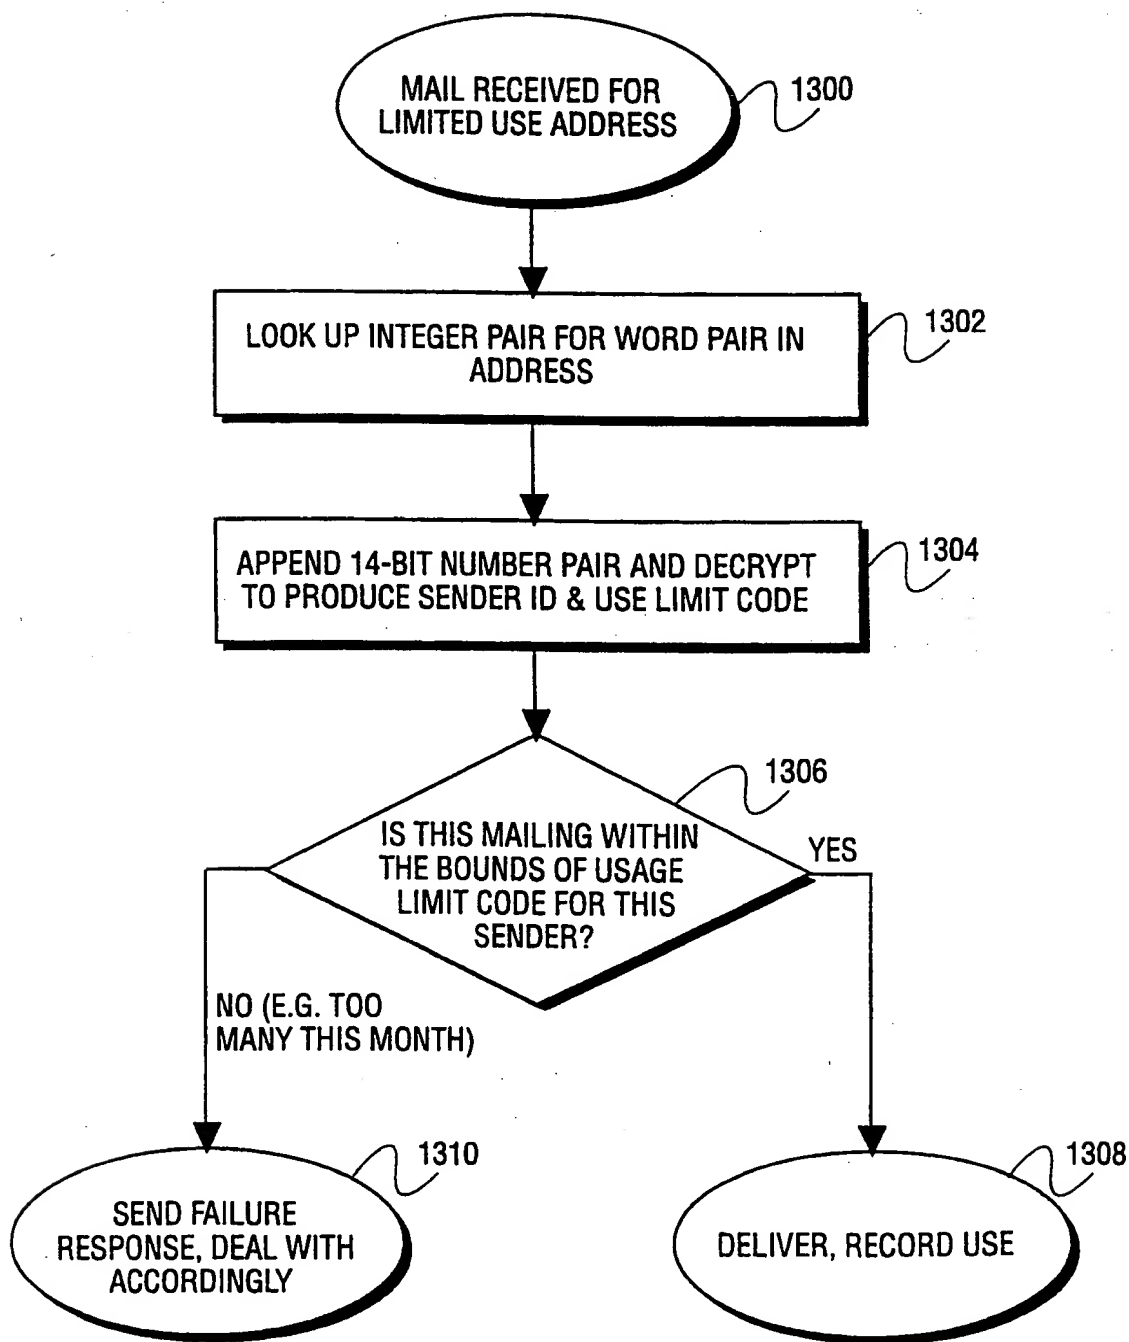 MAIL RECEIVED FOR
LIMITED USE ADDRESS
1300
LOOK UP INTEGER PAIR FOR WORD PAIR IN
ADDRESS
1302
APPEND 14-BIT NUMBER PAIR AND DECRYPT
TO PRODUCE SENDER ID & USE LIMIT CODE
1304
IS THIS MAILING WITHIN
THE BOUNDS OF USAGE
LIMIT CODE FOR THIS
SENDER?
1306
YES
NO (E.G. TOO
MANY THIS MONTH)
SEND FAILURE
RESPONSE, DEAL WITH
ACCORDINGLY
1310
DELIVER, RECORD USE
1308